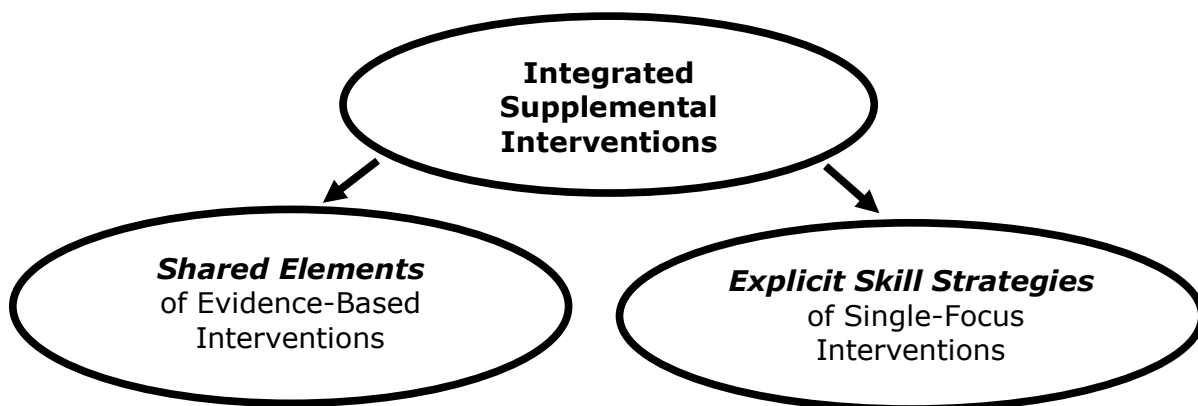 Integrated
Supplemental
Interventions
Shared Elements
of Evidence-Based
Interventions
Explicit Skill Strategies
of Single-Focus
Interventions